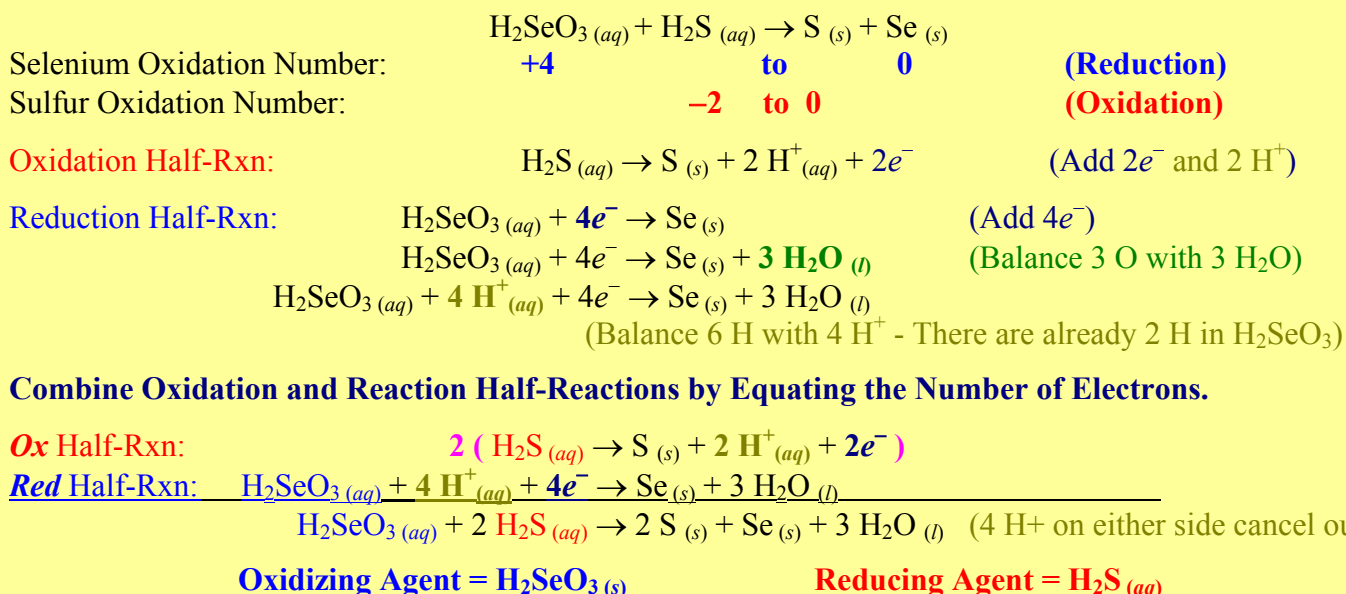 H₂SeO₃ (aq) + H₂S (aq) → S (s) + Se (s)
Selenium Oxidation Number: +4 to 0 (Reduction)
Sulfur Oxidation Number: –2 to 0 (Oxidation)
Oxidation Half-Rxn: H₂S (aq) → S (s) + 2 H⁺(aq) + 2e⁻ (Add 2e⁻ and 2 H⁺)
Reduction Half-Rxn: H₂SeO₃ (aq) + 4e⁻ → Se (s) (Add 4e⁻)
H₂SeO₃ (aq) + 4e⁻ → Se (s) + 3 H₂O (l) (Balance 3 O with 3 H₂O)
H₂SeO₃ (aq) + 4 H⁺(aq) + 4e⁻ → Se (s) + 3 H₂O (l)
(Balance 6 H with 4 H⁺ - There are already 2 H in H₂SeO₃)
Combine Oxidation and Reaction Half-Reactions by Equating the Number of Electrons.
Ox Half-Rxn: 2 ( H₂S (aq) → S (s) + 2 H⁺(aq) + 2e⁻ )
Red Half-Rxn: H₂SeO₃ (aq) + 4 H⁺(aq) + 4e⁻ → Se (s) + 3 H₂O (l)
H₂SeO₃ (aq) + 2 H₂S (aq) → 2 S (s) + Se (s) + 3 H₂O (l) (4 H+ on either side cancel
Oxidizing Agent = H₂SeO₃ (s) Reducing Agent = H₂S (aq)